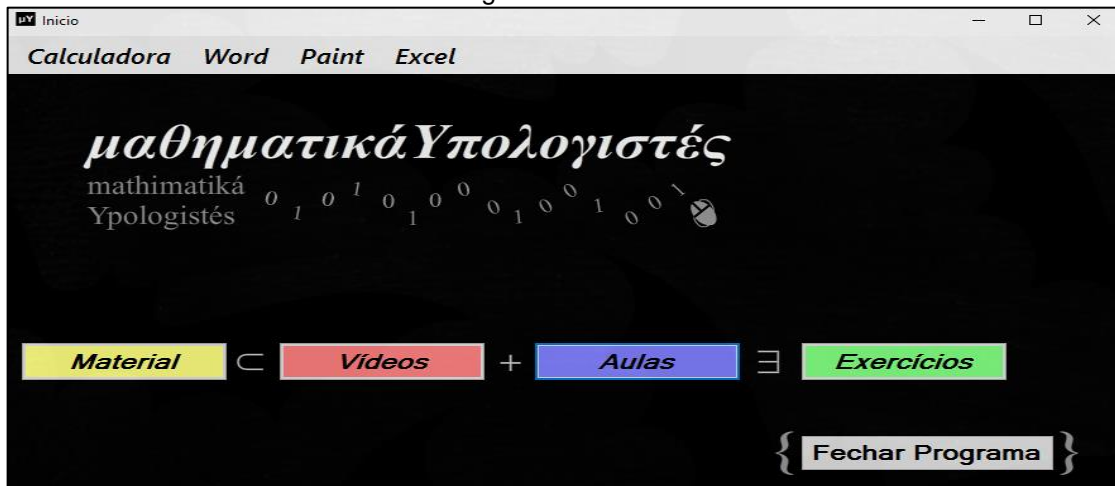 μΥ Inicio
Calculadora Word Paint Excel
μαθηματικάΥπολογιστές
mathimatiká
Ypologistés
0 1 0 1 0 1 0 0 0 1 0 0 1 0 0 1
Material ⊂ Vídeos + Aulas ∃ Exercícios
{ Fechar Programa }